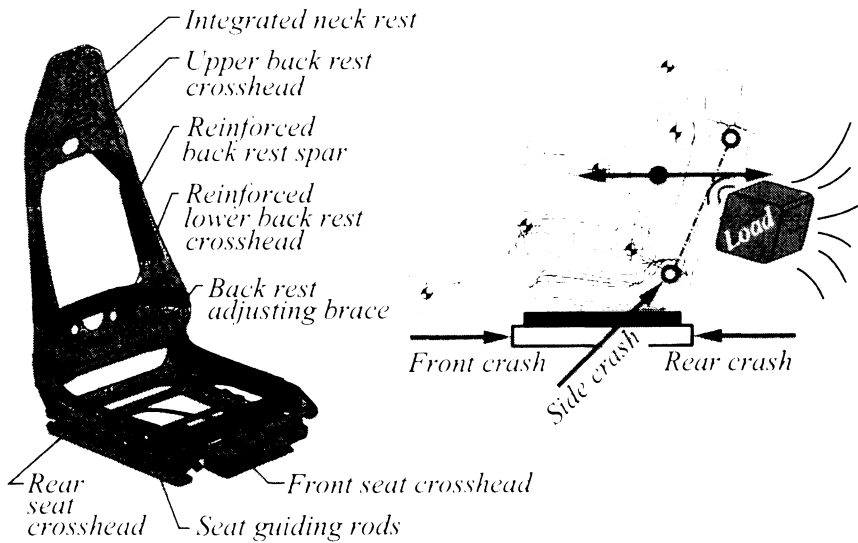 Integrated neck rest
Upper back rest
crosshead
Reinforced
back rest spar
Reinforced
lower back rest
crosshead
Back rest
adjusting brace
Rear
seat
crosshead
Seat guiding rods
Front seat crosshead
Load
Front crash
Side crash
Rear crash